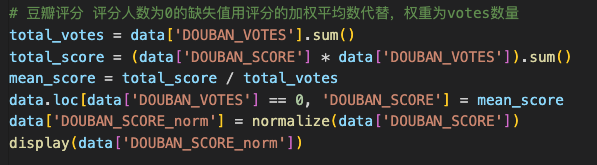 # 豆瓣评分 评分人数为0的缺失值用评分的加权平均数代替，权重为votes数量
total_votes = data['DOUBAN_VOTES'].sum()
total_score = (data['DOUBAN_SCORE'] * data['DOUBAN_VOTES']).sum()
mean_score = total_score / total_votes
data.loc[data['DOUBAN_VOTES'] == 0, 'DOUBAN_SCORE'] = mean_score
data['DOUBAN_SCORE_norm'] = normalize(data['DOUBAN_SCORE'])
display(data['DOUBAN_SCORE_norm'])